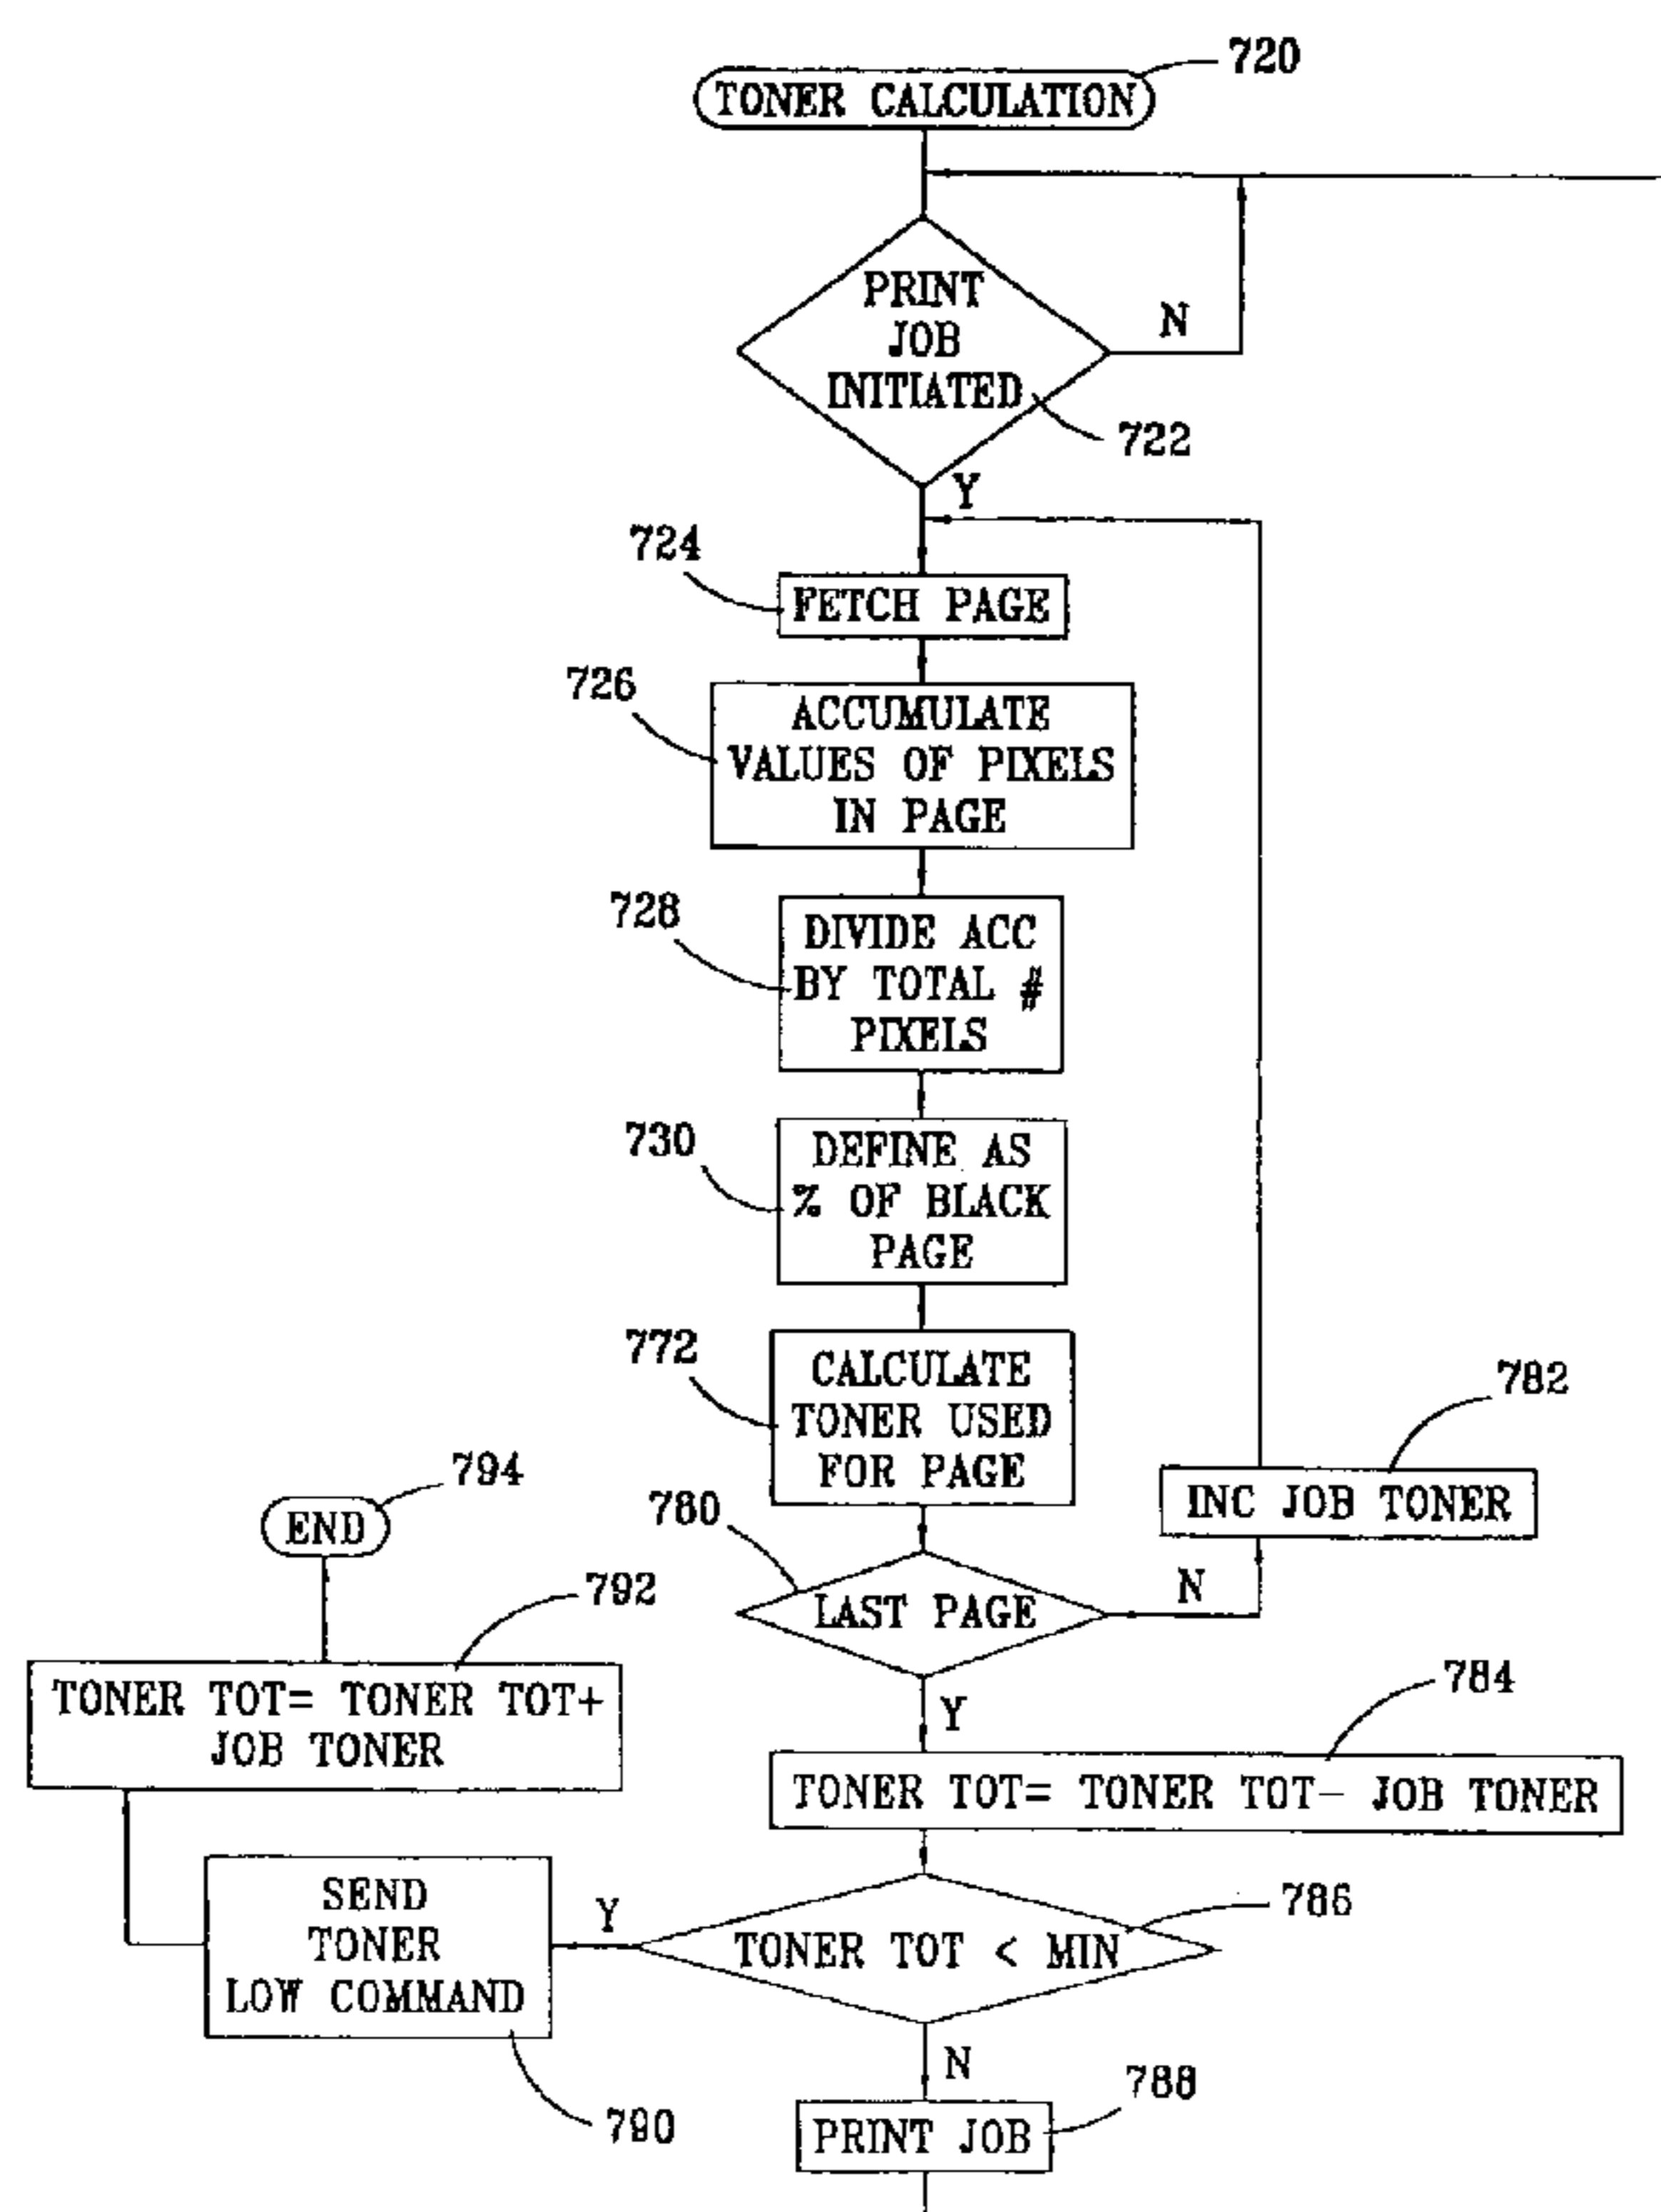 720
TONER CALCULATION
PRINT
JOB
INITIATED
N
722
Y
724
FETCH PAGE
726
ACCUMULATE
VALUES OF PIXELS
IN PAGE
728
DIVIDE ACC
BY TOTAL #
PIXELS
730
DEFINE AS
% OF BLACK
PAGE
772
CALCULATE
TONER USED
FOR PAGE
782
INC JOB TONER
780
LAST PAGE
N
Y
784
TONER TOT= TONER TOT- JOB TONER
786
TONER TOT < MIN
Y
N
788
PRINT JOB
SEND
TONER
LOW COMMAND
790
792
TONER TOT= TONER TOT+
JOB TONER
794
END